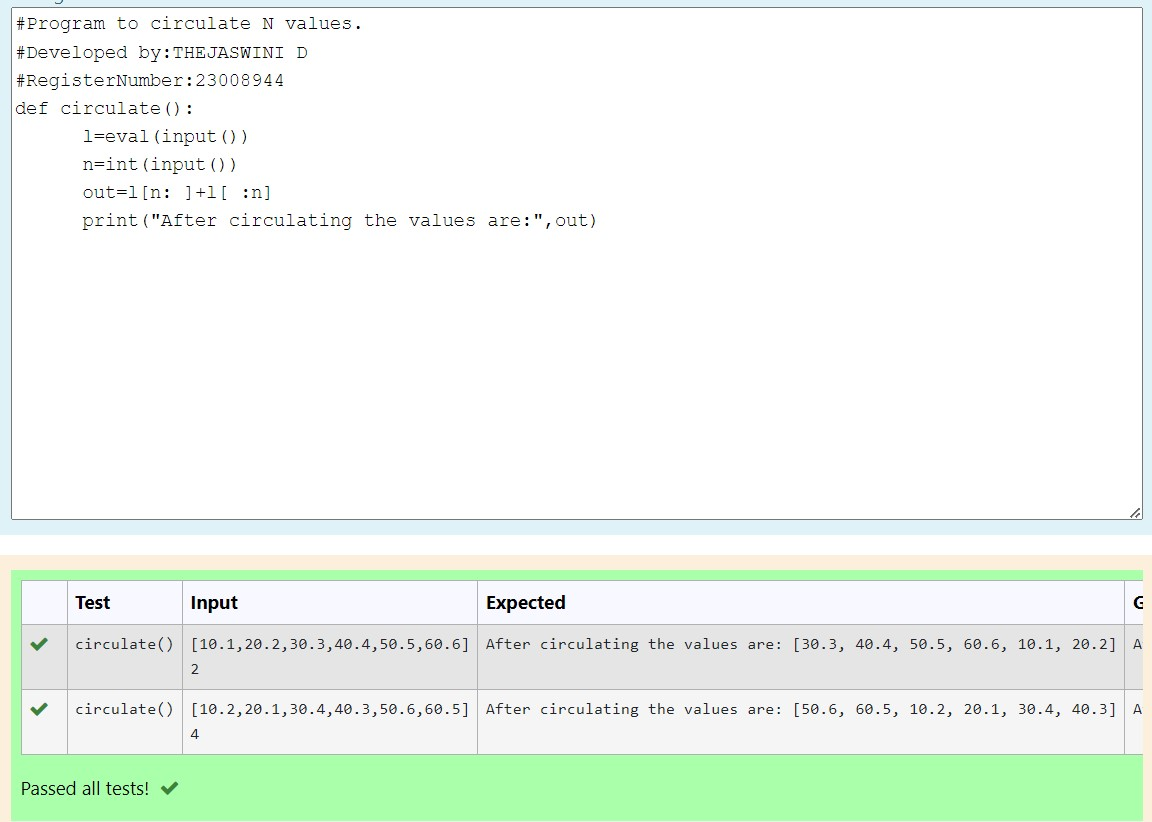 #Program to circulate N values.
#Developed by:THEJASWINI D
#RegisterNumber:23008944
def circulate():
      l=eval(input())
      n=int(input())
      out=l[n: ]+l[ :n]
      print("After circulating the values are:",out)
Test Input Expected
circulate() [10.1,20.2,30.3,40.4,50.5,60.6] After circulating the values are: [30.3, 40.4, 50.5, 60.6, 10.1, 20.2]
2
circulate() [10.2,20.1,30.4,40.3,50.6,60.5] After circulating the values are: [50.6, 60.5, 10.2, 20.1, 30.4, 40.3]
4
Passed all tests!